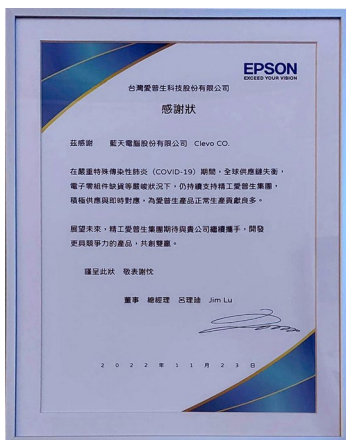 EPSON
EXCEED YOUR VISION
台灣愛普生科技股份有限公司
感謝狀
茲感謝 藍天電腦股份有限公司 Clevo CO.
在嚴重特殊傳染性肺炎（COVID-19）期間，全球供應鏈失衡，
電子零組件缺貨等嚴峻狀況下，仍持續支持精工愛普生集團，
積極供應與即時對應，為愛普生產品正常生產貢獻良多。
展望未來，精工愛普生集團期待與貴公司繼續攜手，開發
更具競爭力的產品，共創雙贏。
謹呈此狀 敬表謝忱
董事 總經理 呂理 Jim Lu
2022年11月23日